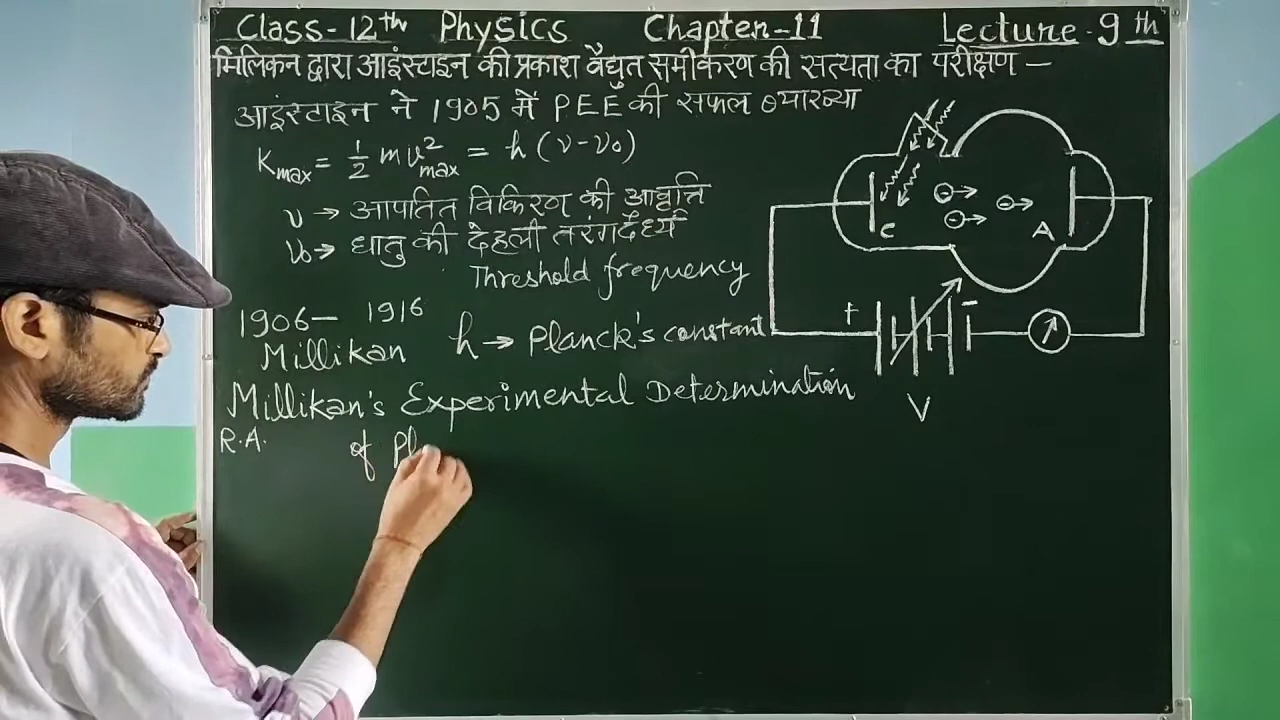 Class-12th Physics Chapter-11 Lecture-9th
मिलिकन द्वारा आइंस्टाइन की प्रकाश वैद्युत समीकरण की सत्यता का परीक्षण –
आइंस्टाइन ने 1905 में PEE की सफल व्याख्या
Kmax = 1/2 m v²max = h (ν-ν₀)
ν → आपतित विकिरण की आवृत्ति
ν₀→ धातु की देहली तरंगदैर्ध्य
Threshold frequency
1906- 1916
Millikan h → Planck's constant
Millikan's Experimental Determination
R.A. of Pl
C A
+ -
V